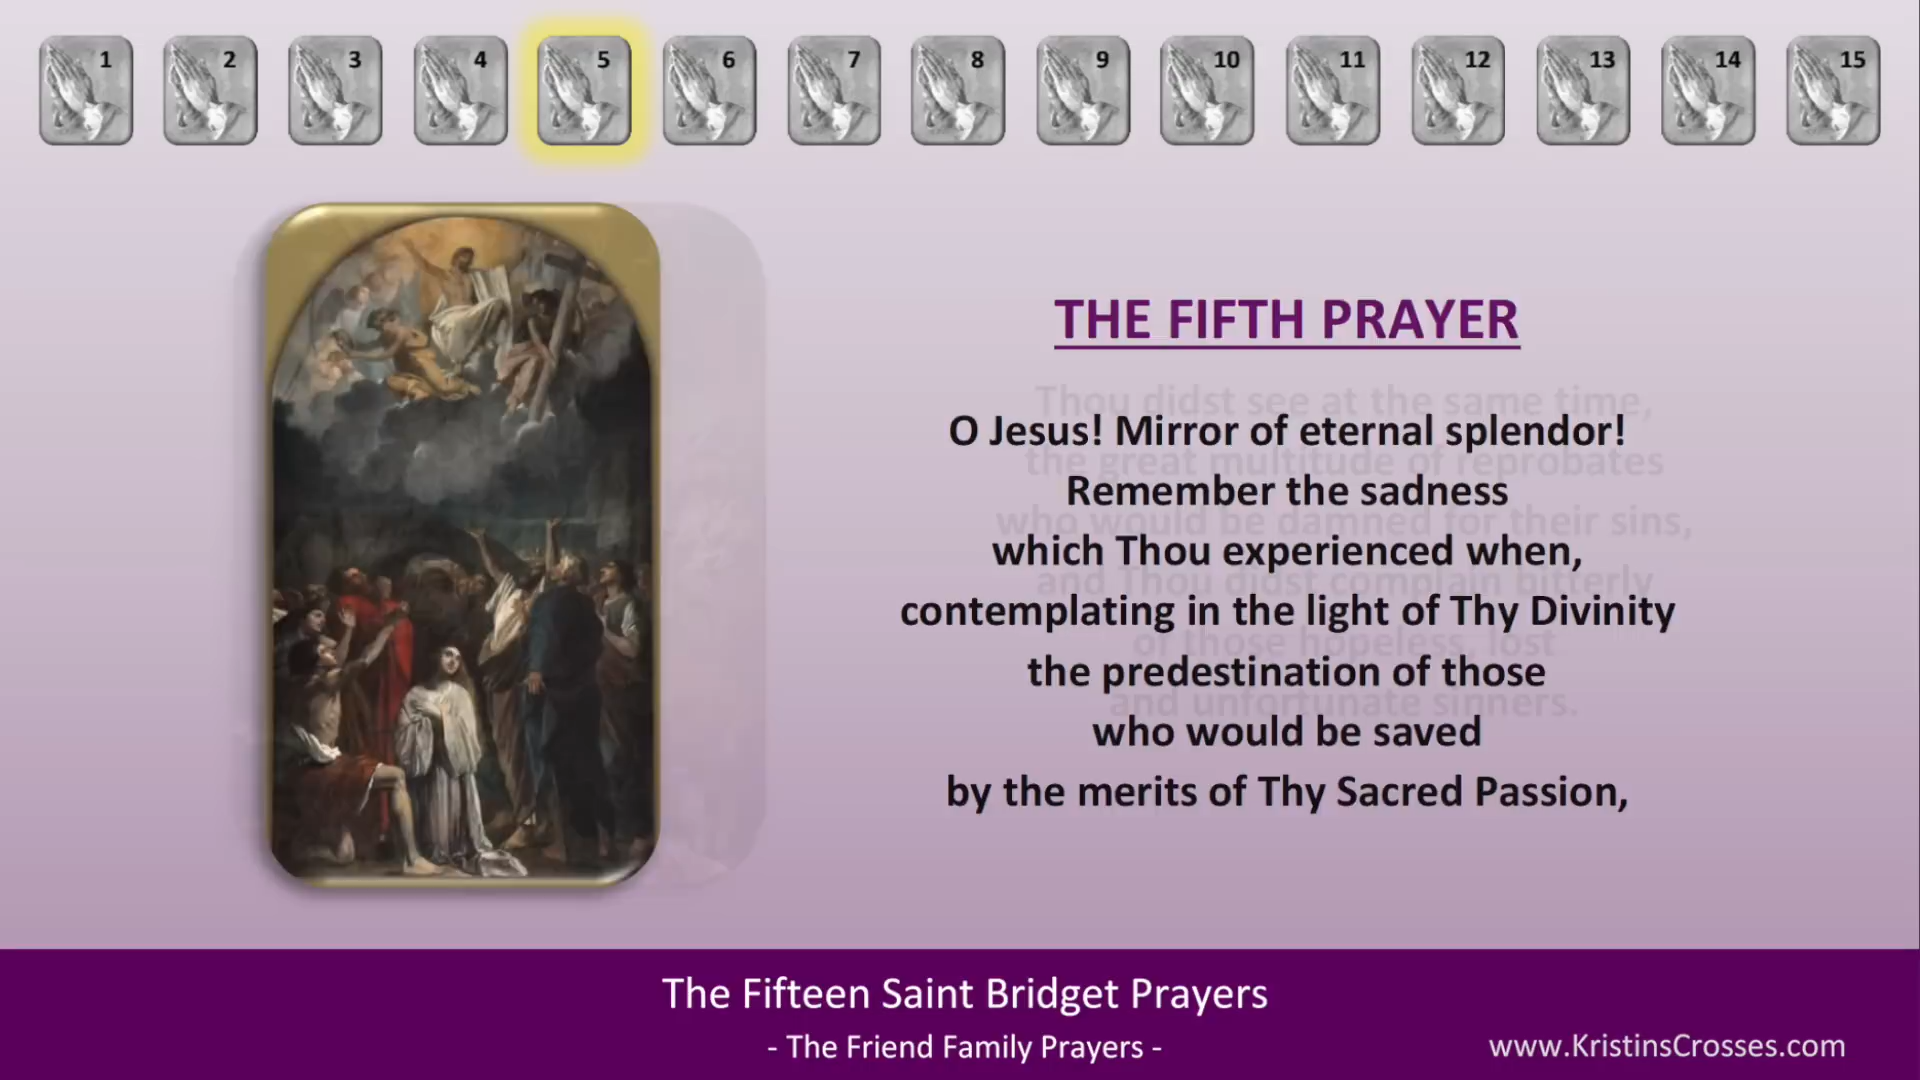 1 2 3 4 5 6 7 8 9 10 11 12 13 14 15
THE FIFTH PRAYER
O Jesus! Mirror of eternal splendor!
Remember the sadness
which Thou experienced when,
contemplating in the light of Thy Divinity
the predestination of those
who would be saved
by the merits of Thy Sacred Passion,
Thou didst see at the same time,
the great multitude of reprobates
who would be damned for their sins,
and Thou didst complain bitterly
of those hopeless, lost
and unfortunate sinners.
The Fifteen Saint Bridget Prayers
- The Friend Family Prayers -
www.KristinsCrosses.com